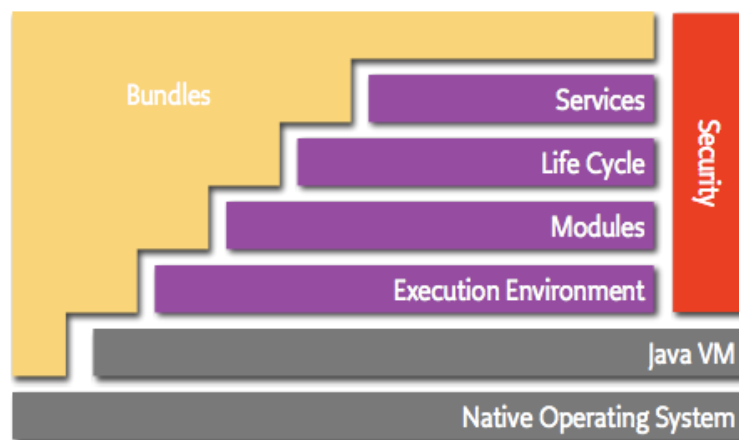 Bundles
Services
Life Cycle
Modules
Execution Environment
Java VM
Native Operating System
Security